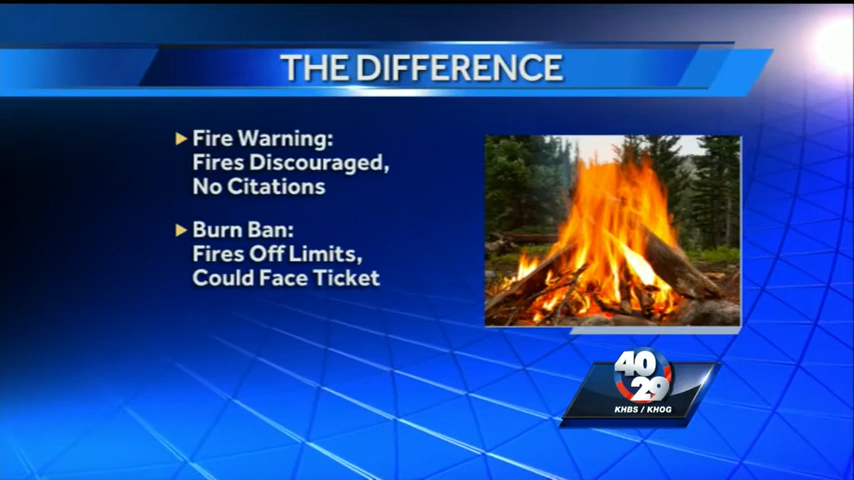 THE DIFFERENCE
Fire Warning:
Fires Discouraged,
No Citations
Burn Ban:
Fires Off Limits,
Could Face Ticket
40
29
KHBS / KHOG